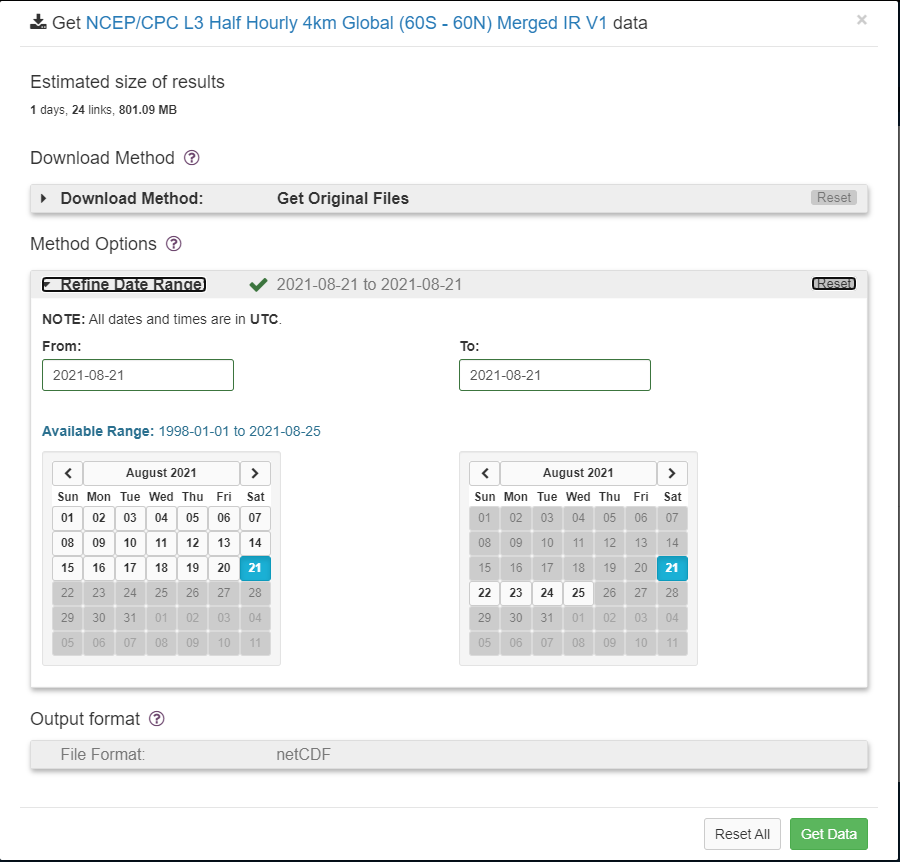 Get NCEP/CPC L3 Half Hourly 4km Global (60S - 60N) Merged IR V1 data ×
Estimated size of results
1 days, 24 links, 801.09 MB
Download Method ?
Download Method: Get Original Files Reset
Method Options ?
Refine Date Range: 2021-08-21 to 2021-08-21 Reset
NOTE: All dates and times are in UTC.
From: To:
2021-08-21 2021-08-21
Available Range: 1998-01-01 to 2021-08-25
August 2021
Sun Mon Tue Wed Thu Fri Sat
01 02 03 04 05 06 07
08 09 10 11 12 13 14
15 16 17 18 19 20 21
22 23 24 25 26 27 28
29 30 31 01 02 03 04
05 06 07 08 09 10 11
August 2021
Sun Mon Tue Wed Thu Fri Sat
01 02 03 04 05 06 07
08 09 10 11 12 13 14
15 16 17 18 19 20 21
22 23 24 25 26 27 28
29 30 31 01 02 03 04
05 06 07 08 09 10 11
Output format ?
File Format: netCDF
Reset All Get Data